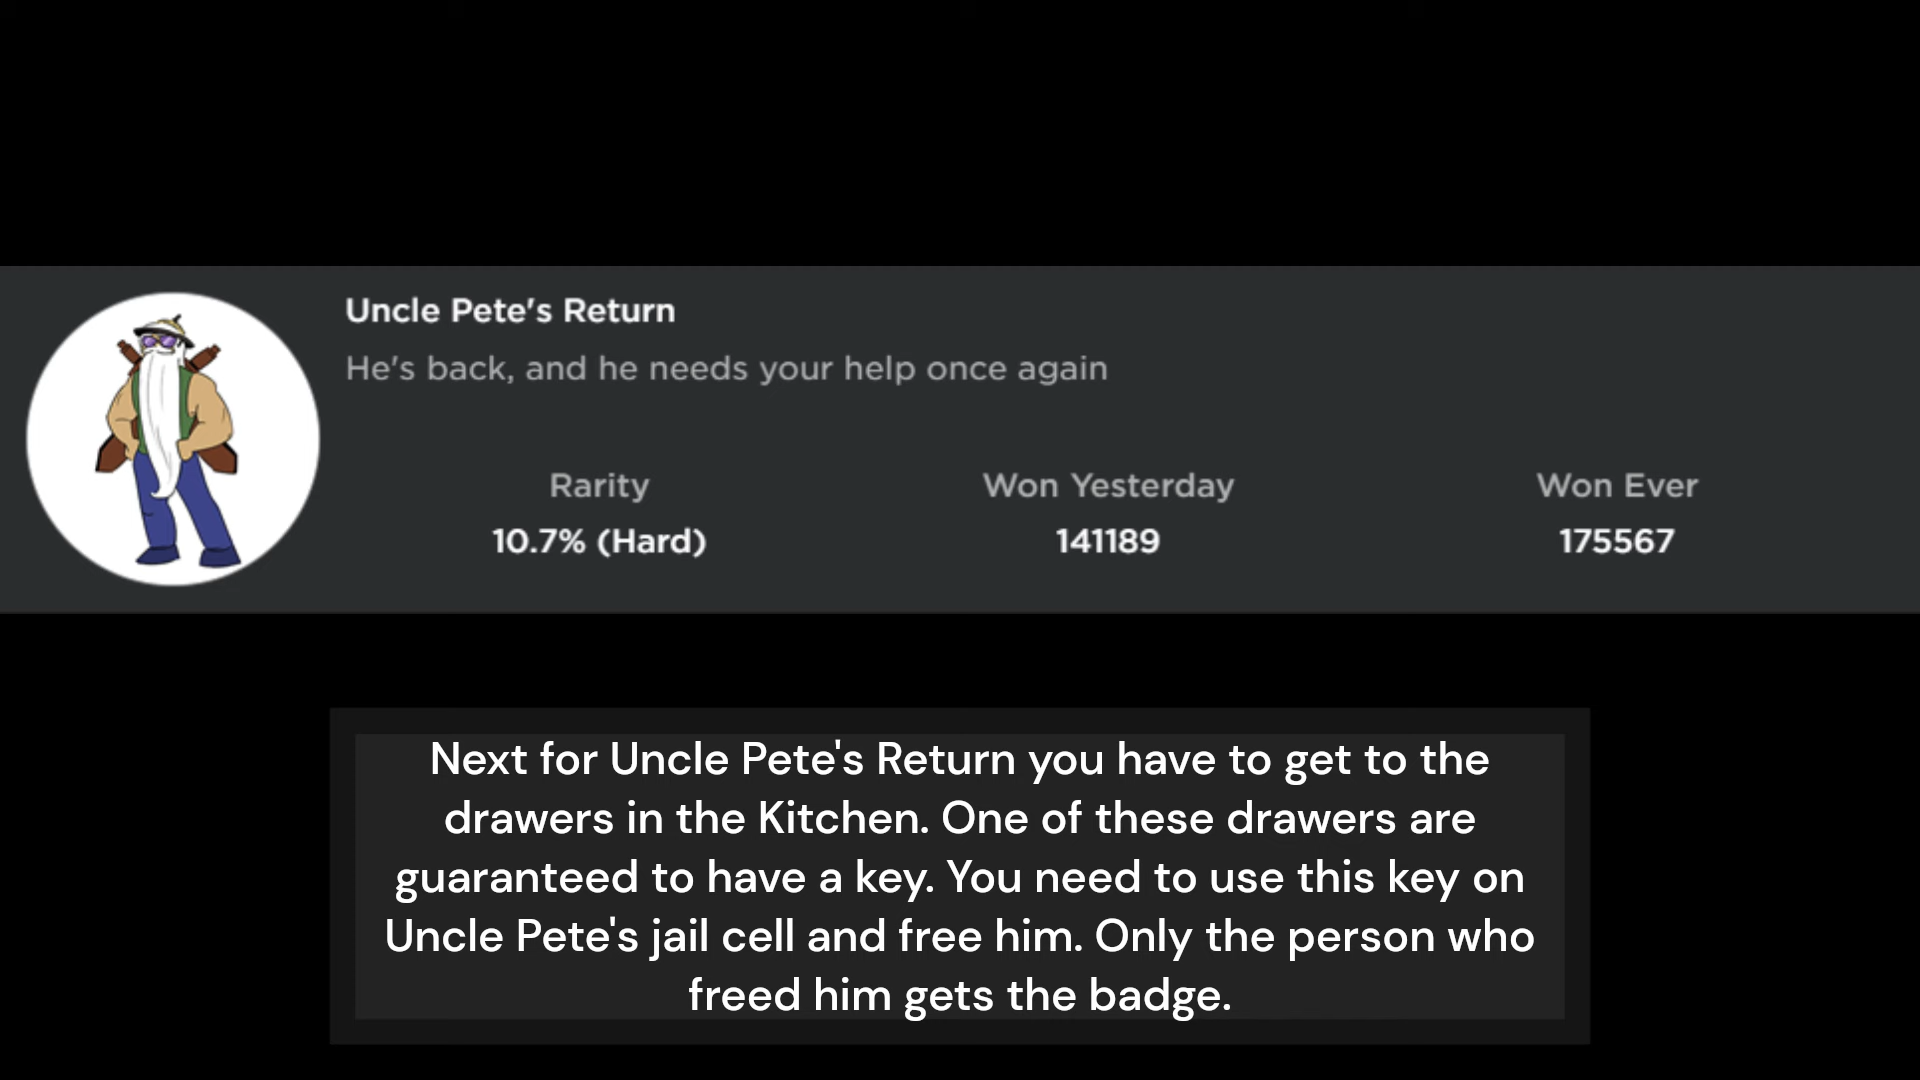 Uncle Pete's Return
He's back, and he needs your help once again
Rarity Won Yesterday Won Ever
10.7% (Hard) 141189 175567
Next for Uncle Pete's Return you have to get to the
drawers in the Kitchen. One of these drawers are
guaranteed to have a key. You need to use this key on
Uncle Pete's jail cell and free him. Only the person who
freed him gets the badge.